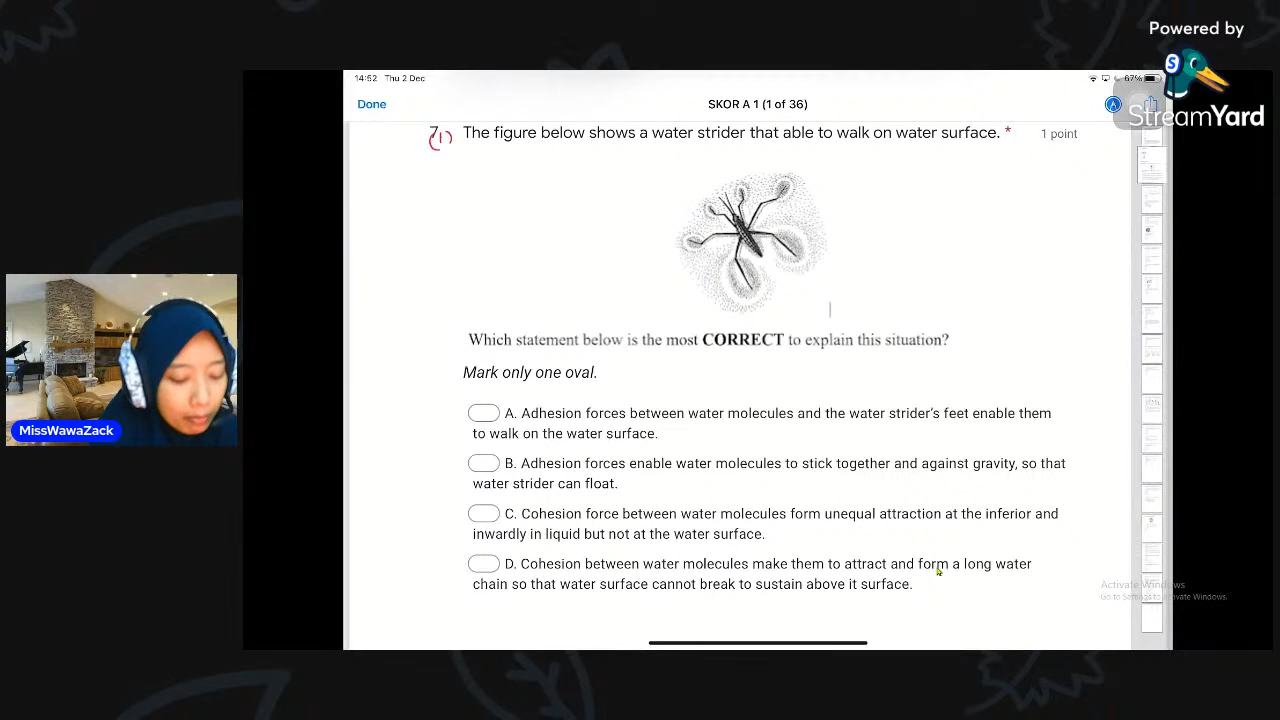 Powered by
StreamYard
14:52 Thu 2 Dec
67%
Done
SKOR A 1 (1 of 36)
7. The figure below shows a water strider that able to walk on water surface. *
1 point
(1)
Which statement below is the most CORRECT to explain this situation?
Mark only one oval.
A. Adhesion forces between water molecules and the water strider's feet enable them
to walk on the water surface.
B. Adhesion forces enable water molecules to stick together and against gravity, so that
water strider can float.
C. Cohesion force between water molecules form unequal attraction at the inferior and
inwardly in liquid but not at the water surface.
D. Cohesion between water molecules make them to attract and form a long water
chain so that water surface cannot break to sustain above it surface.
MissWawaZack
Activate Windows
Go to Settings to activate Windows.